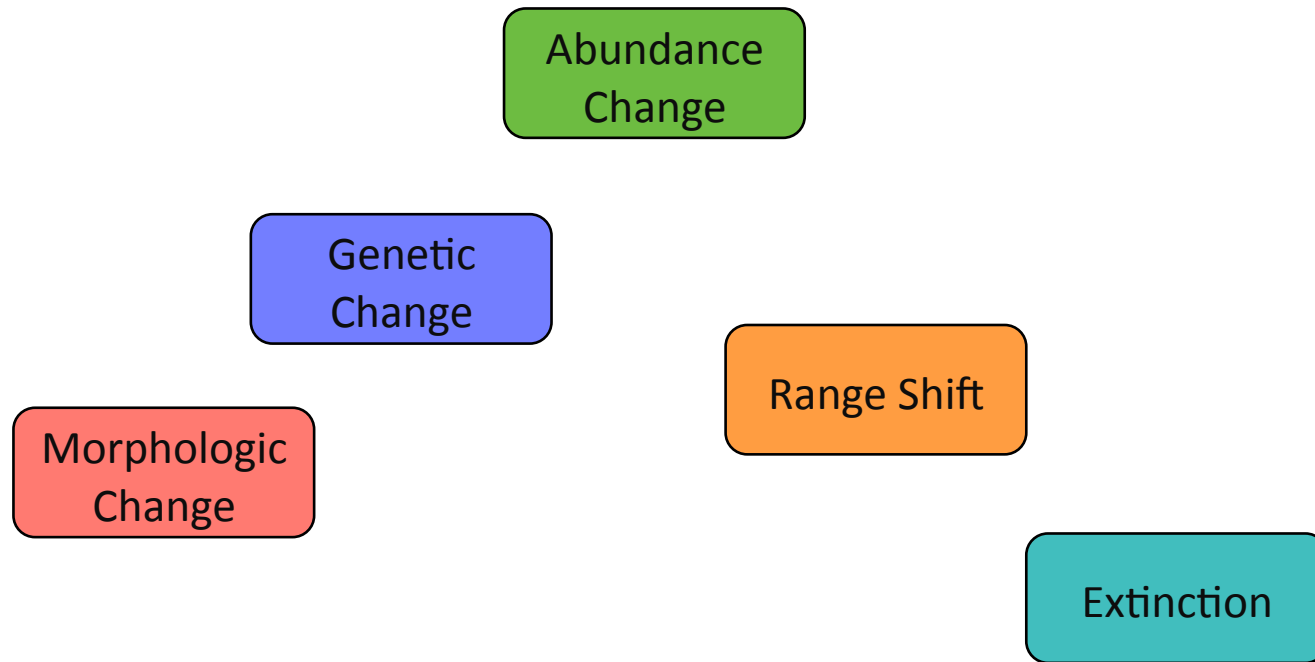 Abundance
Change
Genetic
Change
Range Shift
Morphologic
Change
Extinction